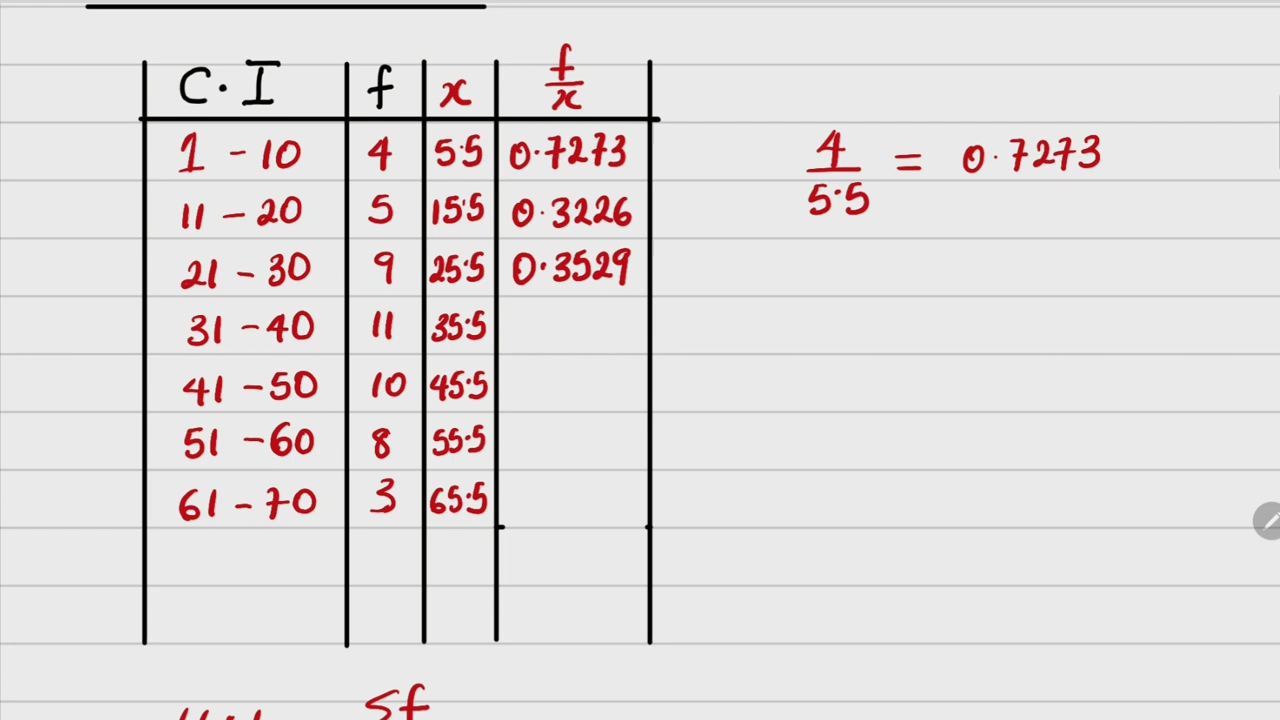 C·I f x f/x
1 - 10 4 5·5 0·7273
11 - 20 5 15·5 0·3226
21 - 30 9 25·5 0·3529
31 - 40 11 35·5
41 - 50 10 45·5
51 - 60 8 55·5
61 - 70 3 65·5
4/5·5 = 0·7273
Σf